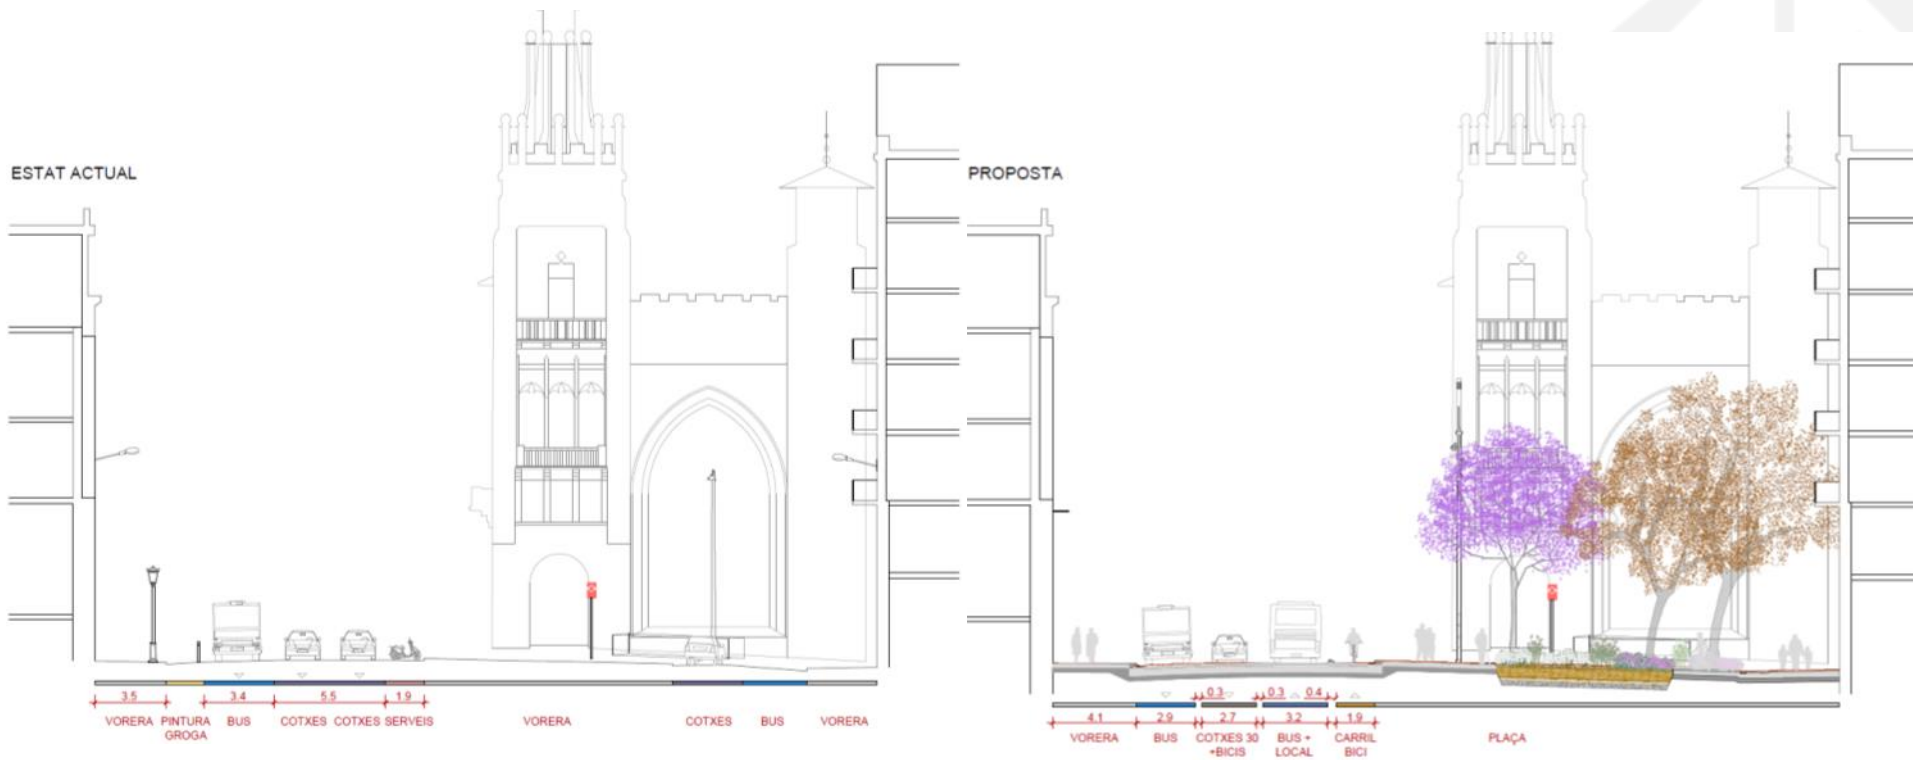 ESTAT ACTUAL
3.5
3.4
5.5
1.9
VORERA
PINTURA
GROGA
BUS
COTXES
COTXES
SERVEIS
VORERA
COTXES
BUS
VORERA
PROPOSTA
0.3
0.3
0.4
4.1
2.9
2.7
3.2
1.9
VORERA
BUS
COTXES 30
+BICIS
BUS +
LOCAL
CARRIL
BICI
PLAÇA